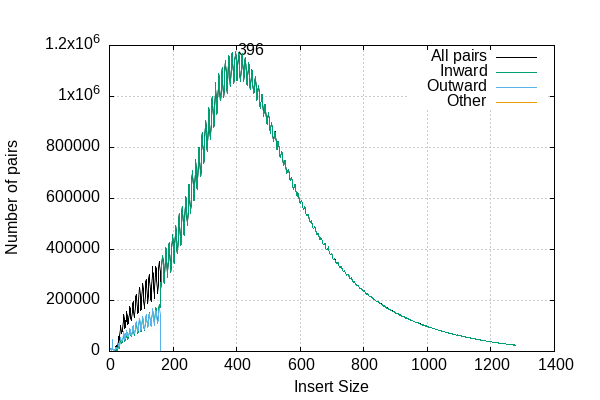 1.2x10⁶
1x10⁶
800000
600000
400000
200000
0
0 200 400 600 800 1000 1200 1400
Number of pairs
Insert Size
396
All pairs
Inward
Outward
Other